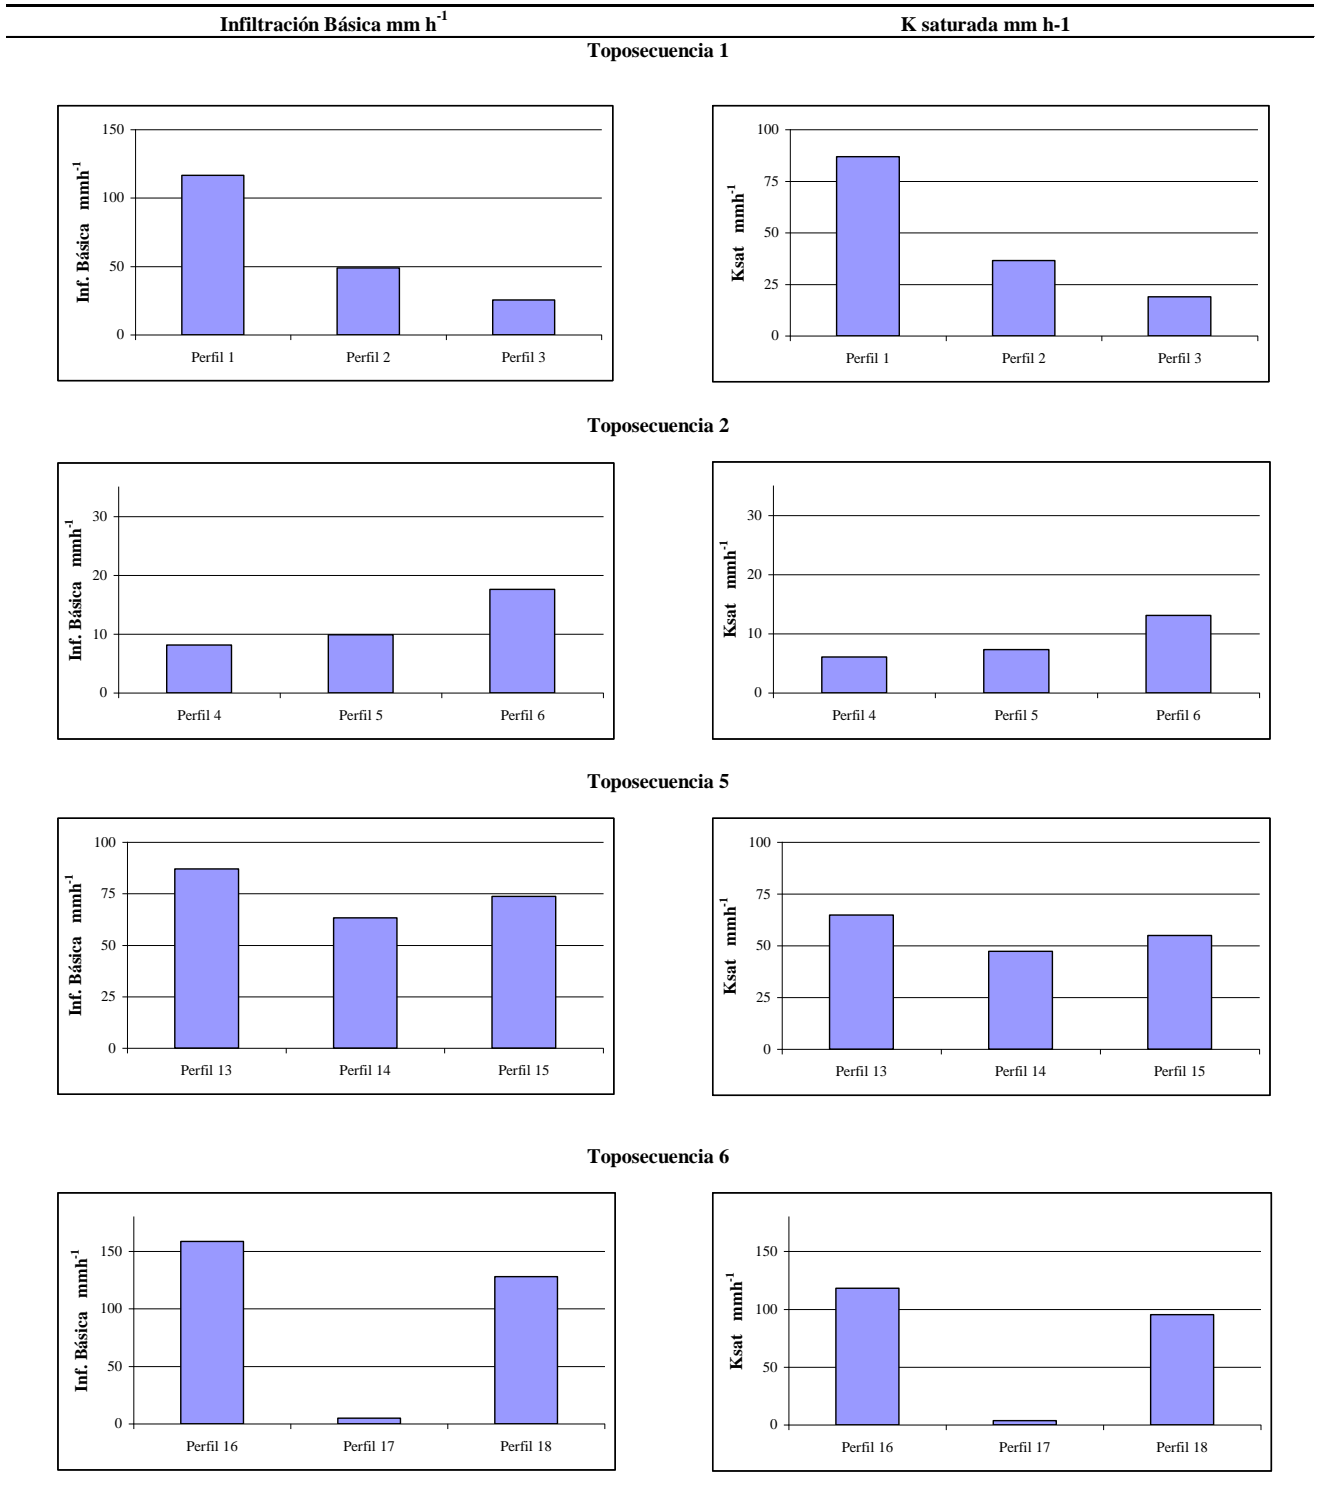 Infiltración Básica mm h-1 K saturada mm h-1
Toposecuencia 1
Inf. Básica mmh-1
150
100
50
0
Perfil 1 Perfil 2 Perfil 3
Ksat mmh-1
100
75
50
25
0
Perfil 1 Perfil 2 Perfil 3
Toposecuencia 2
Inf. Básica mmh-1
30
20
10
0
Perfil 4 Perfil 5 Perfil 6
Ksat mmh-1
30
20
10
0
Perfil 4 Perfil 5 Perfil 6
Toposecuencia 5
Inf. Básica mmh-1
100
75
50
25
0
Perfil 13 Perfil 14 Perfil 15
Ksat mmh-1
100
75
50
25
0
Perfil 13 Perfil 14 Perfil 15
Toposecuencia 6
Inf. Básica mmh-1
150
100
50
0
Perfil 16 Perfil 17 Perfil 18
Ksat mmh-1
150
100
50
0
Perfil 16 Perfil 17 Perfil 18